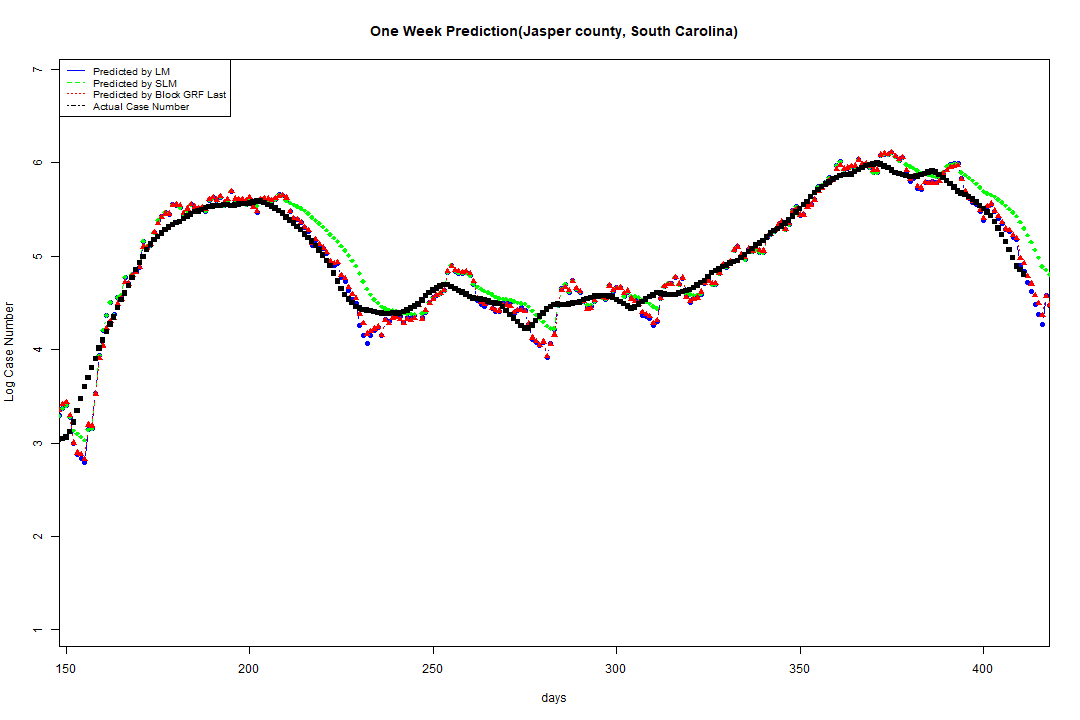 One Week Prediction(Jasper county, South Carolina)
Predicted by LM
Predicted by SLM
Predicted by Block GRF Last
Actual Case Number
7
6
5
4
3
2
1
Log Case Number
150 200 250 300 350 400
days